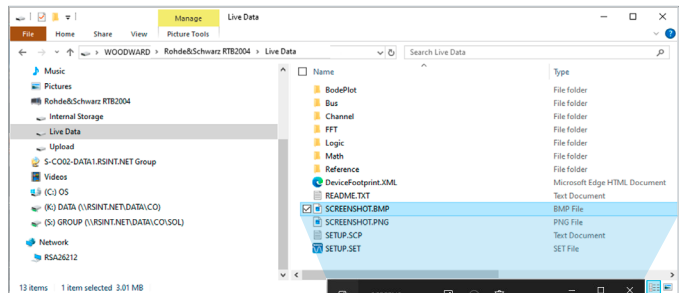 Manage
Live Data
File
Home
Share
View
Picture Tools
WOODWARD > Rohde&Schwarz RTB2004 > Live Data
Search Live Data
Music
Pictures
Rohde&Schwarz RTB2004
Internal Storage
Live Data
Upload
S-CO02-DATA1.RSINT.NET Group
Videos
(C:) OS
(K:) DATA (\\RSINT.NET\DATA\CO)
(S:) GROUP (\\RSINT.NET\DATA\CO\SOL)
Network
RSA26212
Name
Type
BodePlot
File folder
Bus
File folder
Channel
File folder
FFT
File folder
Logic
File folder
Math
File folder
Reference
File folder
DeviceFootprint.XML
Microsoft Edge HTML Document
README.TXT
Text Document
SCREENSHOT.BMP
BMP File
SCREENSHOT.PNG
PNG File
SETUP.SCP
Text Document
SETUP.SET
SET File
13 items
1 item selected 3.01 MB